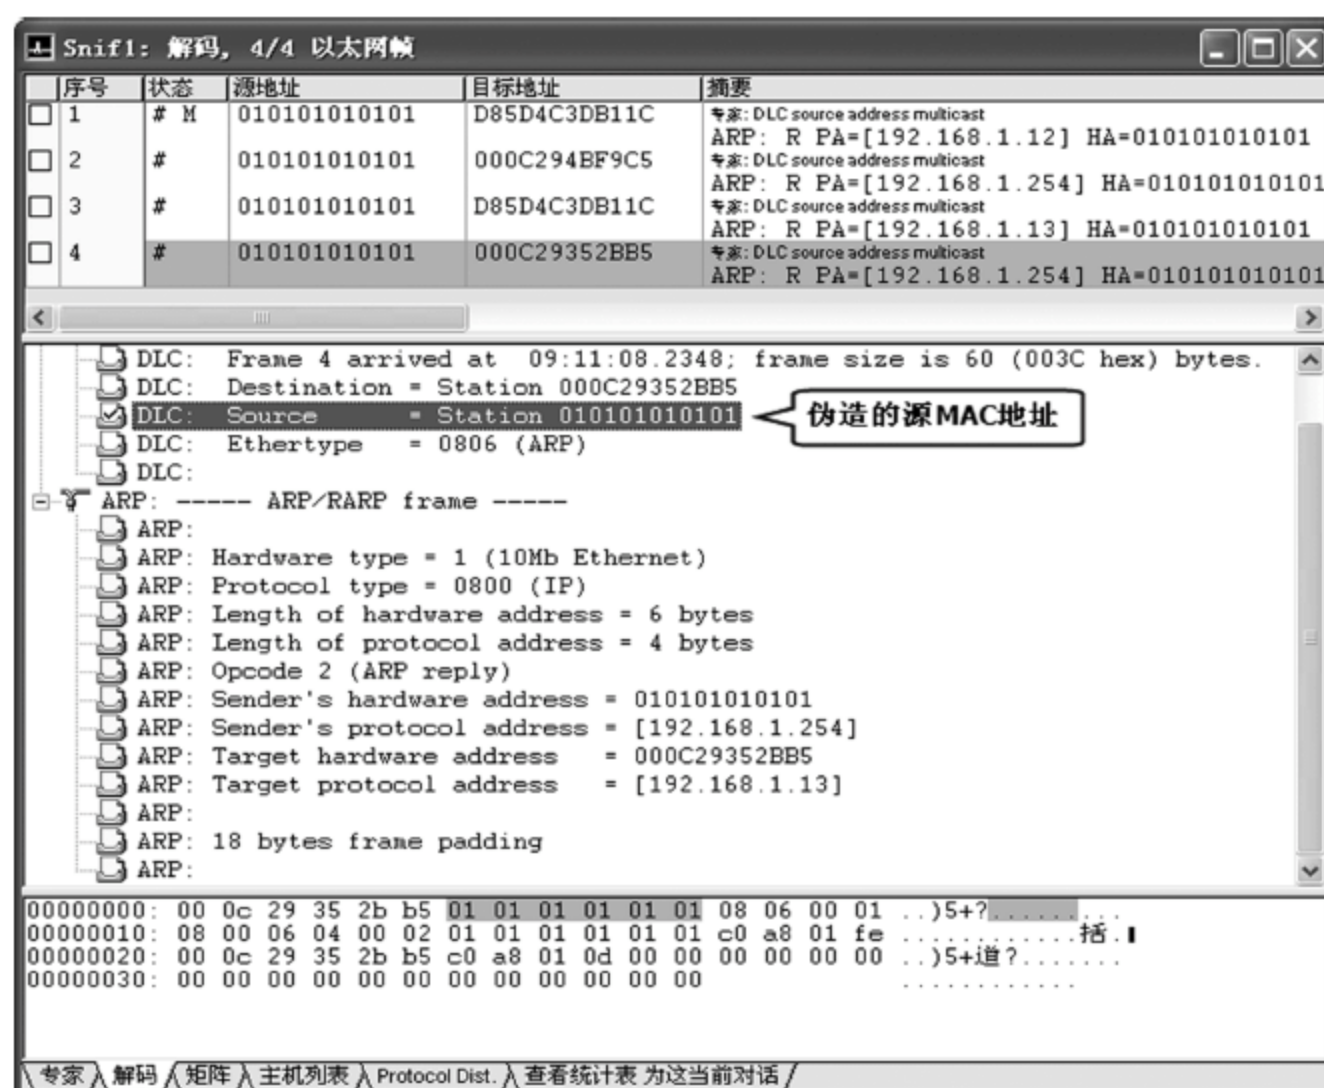 Snif1: 解码, 4/4 以太网帧
序号 状态 源地址 目标地址 摘要
1 # M 010101010101 D85D4C3DB11C 专家: DLC source address multicast
ARP: R PA=[192.168.1.12] HA=010101010101
2 # 010101010101 000C294BF9C5 专家: DLC source address multicast
ARP: R PA=[192.168.1.254] HA=010101010101
3 # 010101010101 D85D4C3DB11C 专家: DLC source address multicast
ARP: R PA=[192.168.1.13] HA=010101010101
4 # 010101010101 000C29352BB5 专家: DLC source address multicast
ARP: R PA=[192.168.1.254] HA=010101010101
DLC: Frame 4 arrived at 09:11:08.2348; frame size is 60 (003C hex) bytes.
DLC: Destination = Station 000C29352BB5
DLC: Source = Station 010101010101 伪造的源MAC地址
DLC: Ethertype = 0806 (ARP)
DLC:
ARP: ----- ARP/RARP frame -----
ARP:
ARP: Hardware type = 1 (10Mb Ethernet)
ARP: Protocol type = 0800 (IP)
ARP: Length of hardware address = 6 bytes
ARP: Length of protocol address = 4 bytes
ARP: Opcode 2 (ARP reply)
ARP: Sender's hardware address = 010101010101
ARP: Sender's protocol address = [192.168.1.254]
ARP: Target hardware address = 000C29352BB5
ARP: Target protocol address = [192.168.1.13]
ARP:
ARP: 18 bytes frame padding
ARP:
00000000: 00 0c 29 35 2b b5 01 01 01 01 01 01 08 06 00 01 ..)5+?.........
00000010: 08 00 06 04 00 02 01 01 01 01 01 01 c0 a8 01 fe ............括.
00000020: 00 0c 29 35 2b b5 c0 a8 01 0d 00 00 00 00 00 00 ..)5+道?.......
00000030: 00 00 00 00 00 00 00 00 00 00 00 00 ............
专家 解码 矩阵 主机列表 Protocol Dist. 查看统计表 为这当前对话